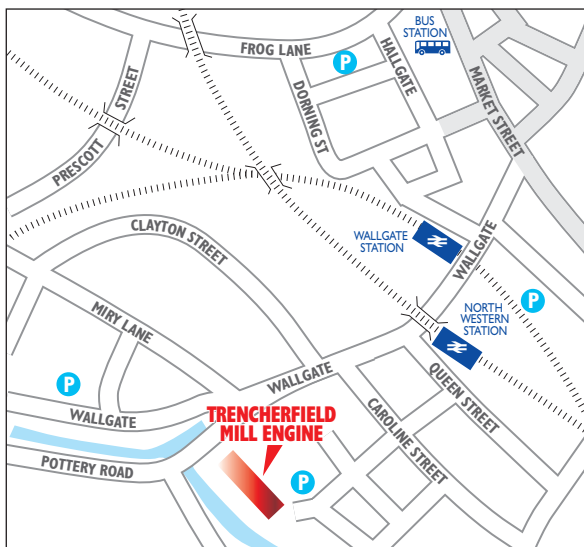 BUS
STATION
FROG LANE
P
HALLGATE
STREET
PRESCOTT
DORNING ST
MARKET STREET
WALLGATE
STATION
WALLGATE
CLAYTON STREET
P
NORTH
WESTERN
STATION
MIRY LANE
P
WALLGATE
QUEEN STREET
WALLGATE
TRENCHERFIELD
MILL ENGINE
CAROLINE STREET
POTTERY ROAD
P